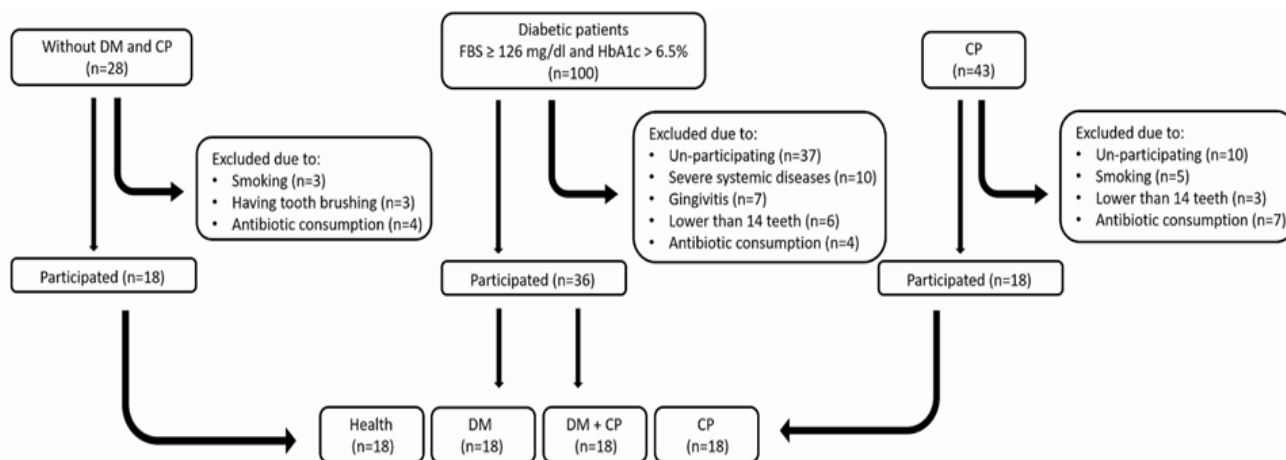 Without DM and CP
(n=28)
Diabetic patients
FBS ≥ 126 mg/dl and HbA1c > 6.5%
(n=100)
CP
(n=43)
Excluded due to:
• Smoking (n=3)
• Having tooth brushing (n=3)
• Antibiotic consumption (n=4)
Excluded due to:
• Un-participating (n=37)
• Severe systemic diseases (n=10)
• Gingivitis (n=7)
• Lower than 14 teeth (n=6)
• Antibiotic consumption (n=4)
Excluded due to:
• Un-participating (n=10)
• Smoking (n=5)
• Lower than 14 teeth (n=3)
• Antibiotic consumption (n=7)
Participated (n=18)
Participated (n=36)
Participated (n=18)
Health
(n=18)
DM
(n=18)
DM + CP
(n=18)
CP
(n=18)